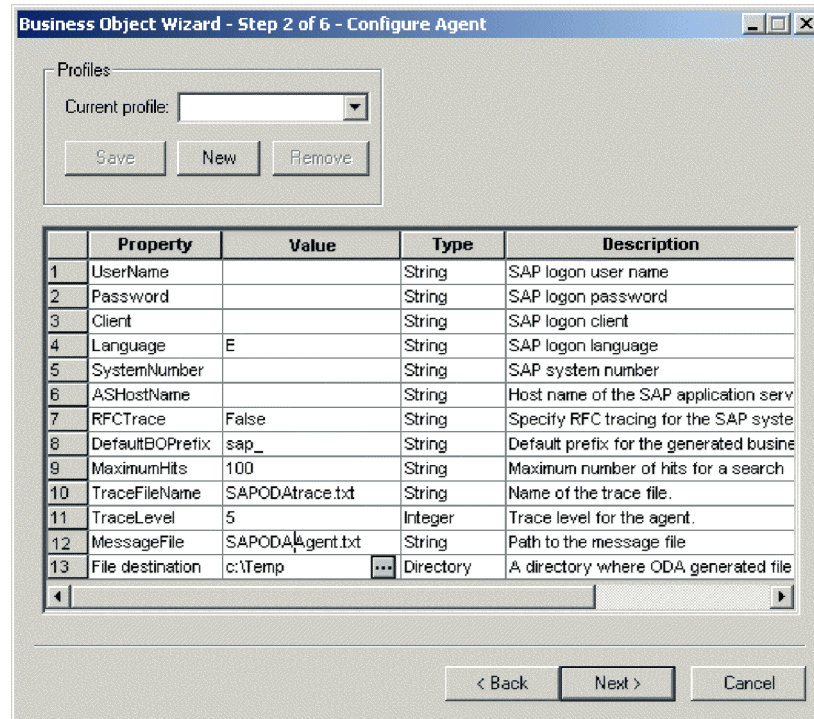 Business Object Wizard - Step 2 of 6 - Configure Agent
Profiles
Current profile:
Save New Remove
Property Value Type Description
1 UserName String SAP logon user name
2 Password String SAP logon password
3 Client String SAP logon client
4 Language E String SAP logon language
5 SystemNumber String SAP system number
6 ASHostName String Host name of the SAP application serv
7 RFCTrace False String Specify RFC tracing for the SAP syste
8 DefaultBOPrefix sap_ String Default prefix for the generated busine
9 MaximumHits 100 String Maximum number of hits for a search
10 TraceFileName SAPODAtrace.txt String Name of the trace file.
11 TraceLevel 5 Integer Trace level for the agent.
12 MessageFile SAPODAAgent.txt String Path to the message file
13 File destination c:\Temp ... Directory A directory where ODA generated file
< Back Next > Cancel